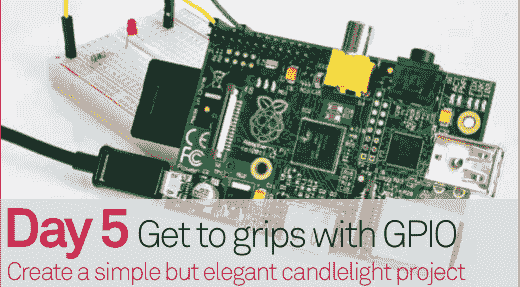 Day 5 Get to grips with GPIO
Create a simple but elegant candlelight project